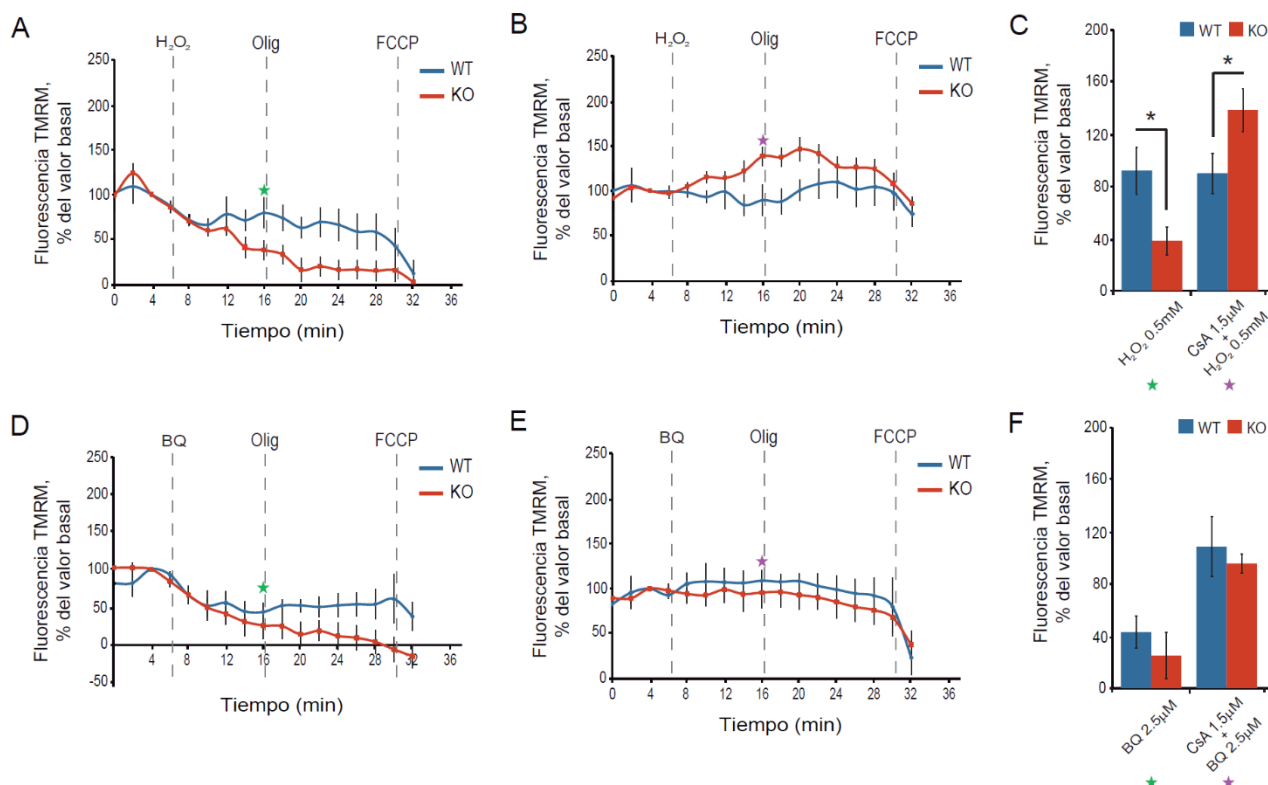 A
H₂O₂ Olig FCCP
WT
KO
Fluorescencia TMRM,
% del valor basal
250
200
150
100
50
0
0 4 8 12 16 20 24 28 32 36
Tiempo (min)
B
H₂O₂ Olig FCCP
WT
KO
Fluorescencia TMRM,
% del valor basal
250
200
150
100
50
0
0 4 8 12 16 20 24 28 32 36
Tiempo (min)
C
WT KO
Fluorescencia TMRM,
% del valor basal
200
160
120
80
40
0
*
*
H₂O₂ 0.5mM
CsA 1.5µM
+
H₂O₂ 0.5mM
D
BQ Olig FCCP
WT
KO
Fluorescencia TMRM,
% del valor basal
250
200
150
100
50
0
-50
4 8 12 16 20 24 28 32 36
Tiempo (min)
E
BQ Olig FCCP
WT
KO
Fluorescencia TMRM,
% del valor basal
250
200
150
100
50
0
0 4 8 12 16 20 24 28 32 36
Tiempo (min)
F
WT KO
Fluorescencia TMRM,
% del valor basal
200
160
120
80
40
0
BQ 2.5µM
CsA 1.5µM
+
BQ 2.5µM